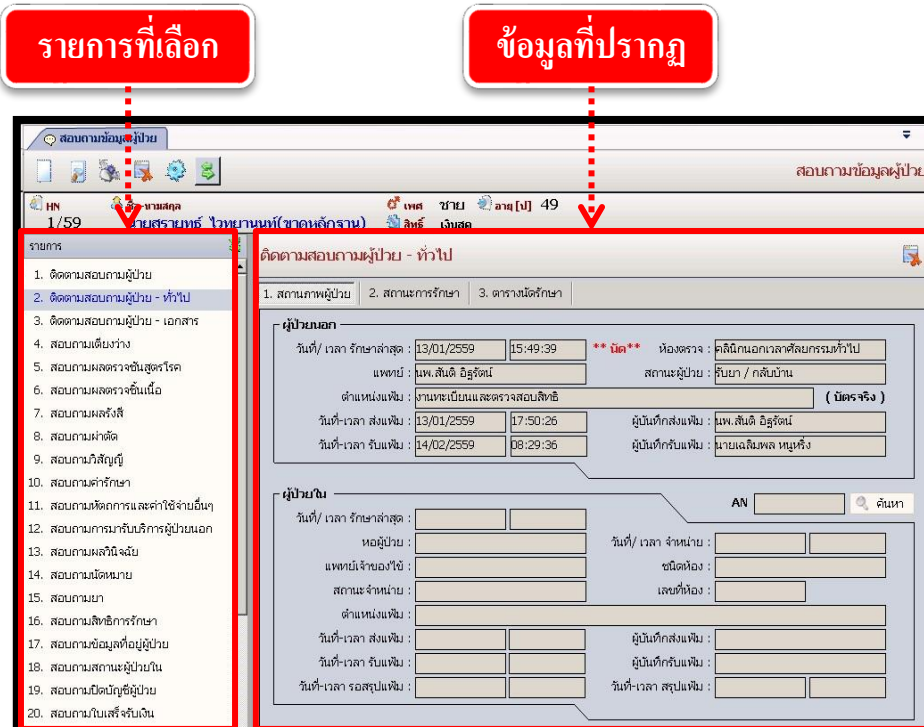 รายการที่เลือก
ข้อมูลที่ปรากฏ
สอบถามข้อมูลผู้ป่วย
สอบถามข้อมูลผู้ป่วย
HN ชื่อ-นามสกุล เพศ ชาย อายุ[ปี] 49
1/59 นายสรายุทธ์ ไวทยานนท์(ขาดหลักฐาน) สิทธิ์ เงินสด
รายการ
1. ติดตามสอบถามผู้ป่วย
2. ติดตามสอบถามผู้ป่วย - ทั่วไป
3. ติดตามสอบถามผู้ป่วย - เอกสาร
4. สอบถามเตียงว่าง
5. สอบถามผลตรวจชันสูตรโรค
6. สอบถามผลตรวจชิ้นเนื้อ
7. สอบถามผลรังสี
8. สอบถามผ่าตัด
9. สอบถามวิสัญญี
10. สอบถามค่ารักษา
11. สอบถามหัตถการและค่าใช้จ่ายอื่นๆ
12. สอบถามการมารับบริการผู้ป่วยนอก
13. สอบถามผลวินิจฉัย
14. สอบถามนัดหมาย
15. สอบถามยา
16. สอบถามสิทธิการรักษา
17. สอบถามข้อมูลที่อยู่ผู้ป่วย
18. สอบถามสถานะผู้ป่วยใน
19. สอบถามปิดบัญชีผู้ป่วย
20. สอบถามใบเสร็จรับเงิน
ติดตามสอบถามผู้ป่วย - ทั่วไป
1. สถานภาพผู้ป่วย 2. สถานะการรักษา 3. ตารางนัดรักษา
ผู้ป่วยนอก
วันที่/ เวลา รักษาล่าสุด : 13/01/2559 15:49:39 ** นัด** ห้องตรวจ : คลินิกนอกเวลาศัลยกรรมทั่วไป
แพทย์ : นพ.สันติ อิฐรัตน์ สถานะผู้ป่วย : รับยา / กลับบ้าน
ตำแหน่งแฟ้ม : งานทะเบียนและตรวจสอบสิทธิ ( บัตรจริง )
วันที่-เวลา ส่งแฟ้ม : 13/01/2559 17:50:26 ผู้บันทึกส่งแฟ้ม : นพ.สันติ อิฐรัตน์
วันที่-เวลา รับแฟ้ม : 14/02/2559 08:29:36 ผู้บันทึกรับแฟ้ม : นายเฉลิมพล หนูหริ่ง
ผู้ป่วยใน
AN ค้นหา
วันที่/ เวลา รักษาล่าสุด :
หอผู้ป่วย : วันที่/ เวลา จำหน่าย :
แพทย์เจ้าของไข้ : ชนิดห้อง :
สถานะจำหน่าย : เลขที่ห้อง :
ตำแหน่งแฟ้ม :
วันที่-เวลา ส่งแฟ้ม : ผู้บันทึกส่งแฟ้ม :
วันที่-เวลา รับแฟ้ม : ผู้บันทึกรับแฟ้ม :
วันที่-เวลา รอสรุปแฟ้ม : วันที่-เวลา สรุปแฟ้ม :